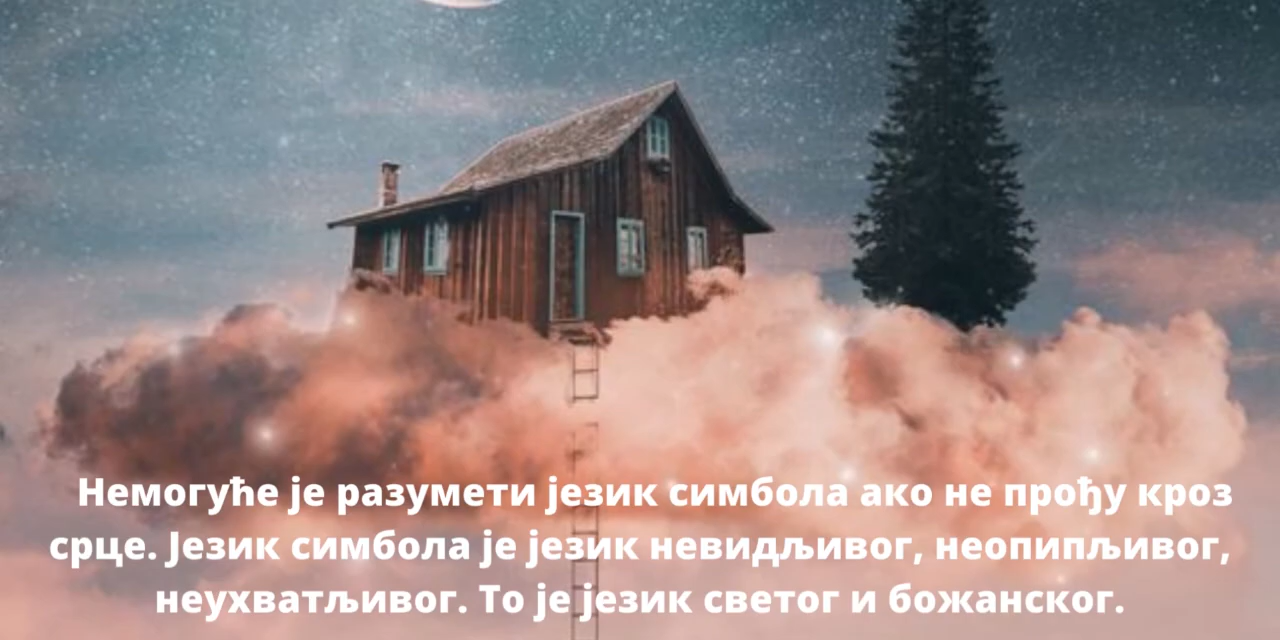 Немогуће је разумети језик симбола ако не прођу кроз
срце. Језик симбола је језик невидљивог, неопипљивог,
неухватљивог. То је језик светог и божанског.